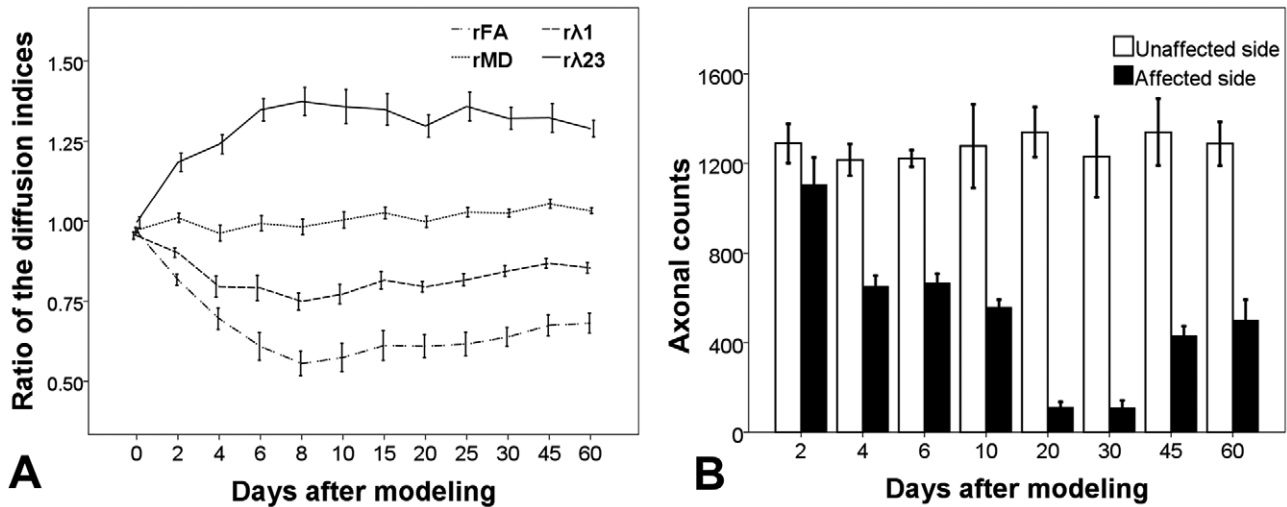 rFA rλ1
rMD rλ23
Ratio of the diffusion indices
1.50
1.25
1.00
0.75
0.50
0 2 4 6 8 10 15 20 25 30 45 60
Days after modeling
A
Unaffected side
Affected side
Axonal counts
1600
1200
800
400
0
2 4 6 10 20 30 45 60
Days after modeling
B